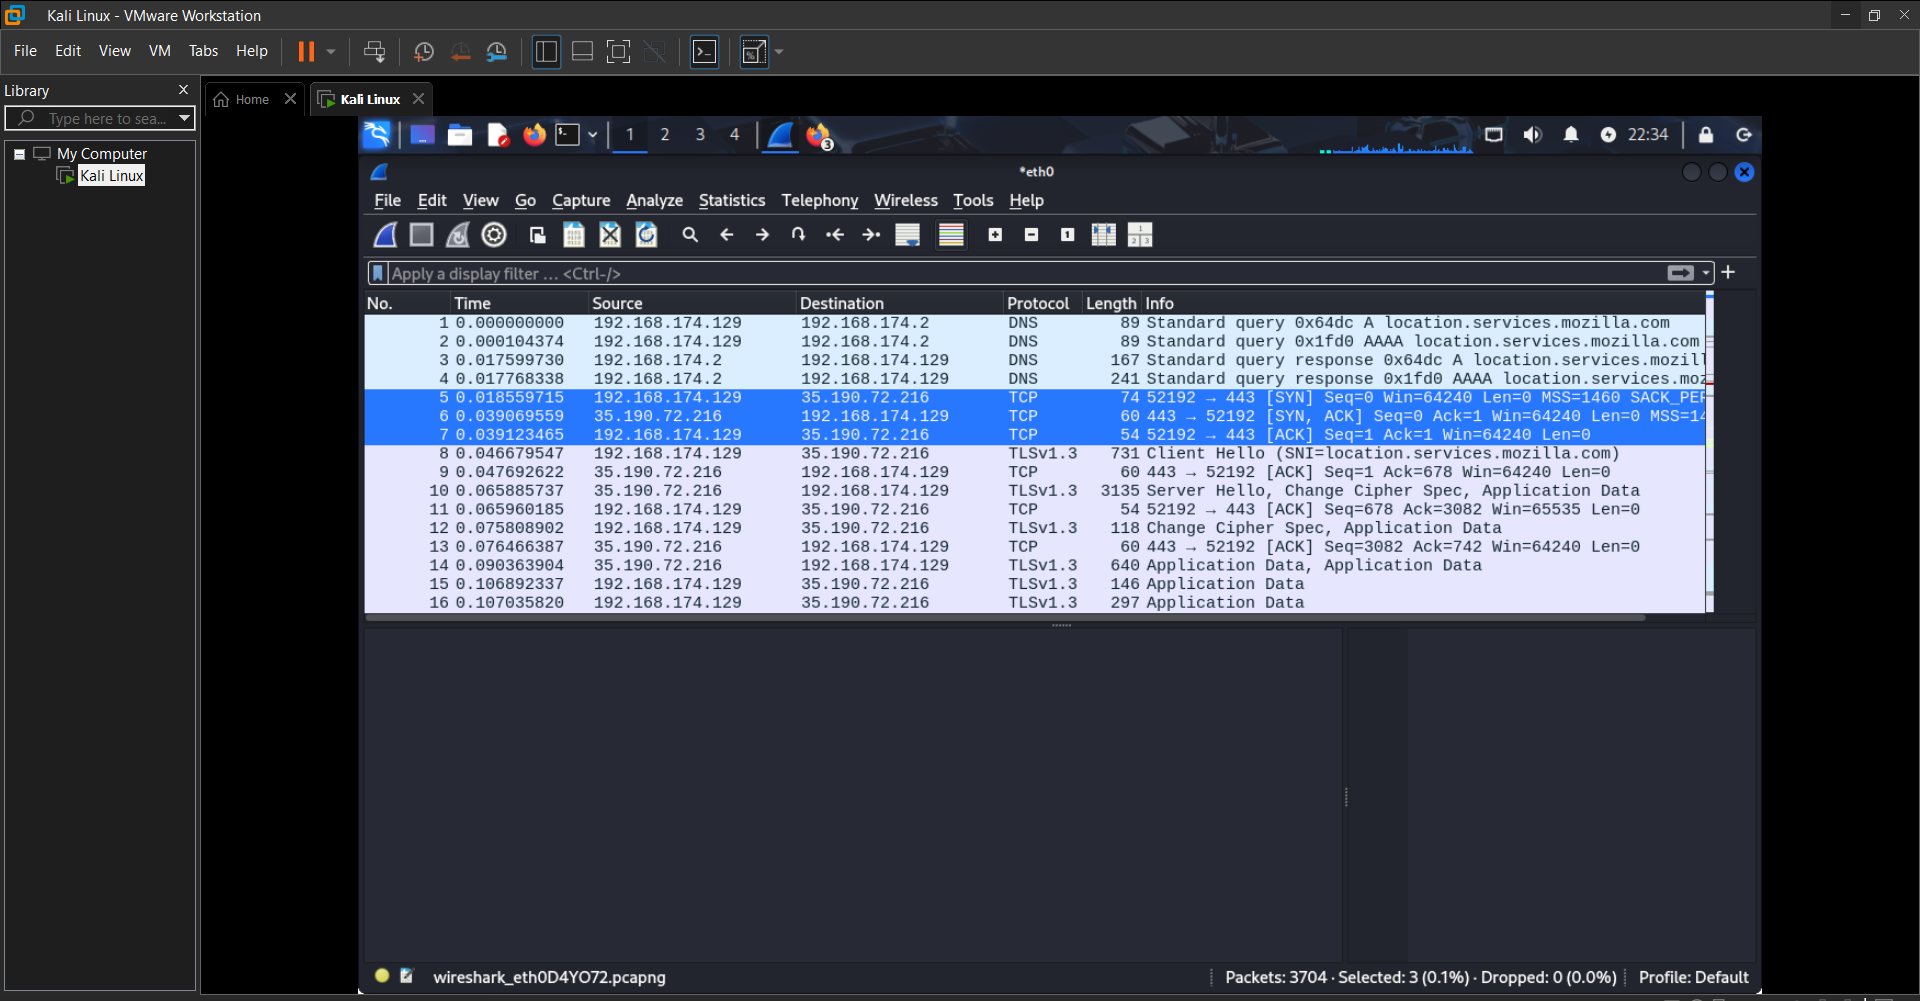 Kali Linux - VMware Workstation
File Edit View VM Tabs Help
Library
Type here to sea...
My Computer
Kali Linux
Home
Kali Linux
1 2 3 4
3
22:34
*eth0
File Edit View Go Capture Analyze Statistics Telephony Wireless Tools Help
Apply a display filter … <Ctrl-/>
No. Time Source Destination Protocol Length Info
1 0.000000000 192.168.174.129 192.168.174.2 DNS 89 Standard query 0x64dc A location.services.mozilla.com
2 0.000104374 192.168.174.129 192.168.174.2 DNS 89 Standard query 0x1fd0 AAAA location.services.mozilla.com
3 0.017599730 192.168.174.2 192.168.174.129 DNS 167 Standard query response 0x64dc A location.services.mozill
4 0.017768338 192.168.174.2 192.168.174.129 DNS 241 Standard query response 0x1fd0 AAAA location.services.moz
5 0.018559715 192.168.174.129 35.190.72.216 TCP 74 52192 → 443 [SYN] Seq=0 Win=64240 Len=0 MSS=1460 SACK_PER
6 0.039069559 35.190.72.216 192.168.174.129 TCP 60 443 → 52192 [SYN, ACK] Seq=0 Ack=1 Win=64240 Len=0 MSS=14
7 0.039123465 192.168.174.129 35.190.72.216 TCP 54 52192 → 443 [ACK] Seq=1 Ack=1 Win=64240 Len=0
8 0.046679547 192.168.174.129 35.190.72.216 TLSv1.3 731 Client Hello (SNI=location.services.mozilla.com)
9 0.047692622 35.190.72.216 192.168.174.129 TCP 60 443 → 52192 [ACK] Seq=1 Ack=678 Win=64240 Len=0
10 0.065885737 35.190.72.216 192.168.174.129 TLSv1.3 3135 Server Hello, Change Cipher Spec, Application Data
11 0.065960185 192.168.174.129 35.190.72.216 TCP 54 52192 → 443 [ACK] Seq=678 Ack=3082 Win=65535 Len=0
12 0.075808902 192.168.174.129 35.190.72.216 TLSv1.3 118 Change Cipher Spec, Application Data
13 0.076466387 35.190.72.216 192.168.174.129 TCP 60 443 → 52192 [ACK] Seq=3082 Ack=742 Win=64240 Len=0
14 0.090363904 35.190.72.216 192.168.174.129 TLSv1.3 640 Application Data, Application Data
15 0.106892337 192.168.174.129 35.190.72.216 TLSv1.3 146 Application Data
16 0.107035820 192.168.174.129 35.190.72.216 TLSv1.3 297 Application Data
wireshark_eth0D4YO72.pcapng
Packets: 3704 · Selected: 3 (0.1%) · Dropped: 0 (0.0%) Profile: Default